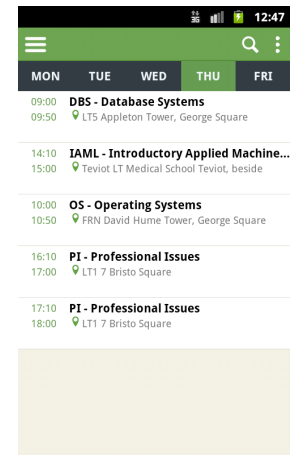 3G 12:47
MON TUE WED THU FRI
09:00 DBS - Database Systems
09:50 LT5 Appleton Tower, George Square
14:10 IAML - Introductory Applied Machine...
15:00 Teviot LT Medical School Teviot, beside
10:00 OS - Operating Systems
10:50 FRN David Hume Tower, George Square
16:10 PI - Professional Issues
17:00 LT1 7 Bristo Square
17:10 PI - Professional Issues
18:00 LT1 7 Bristo Square